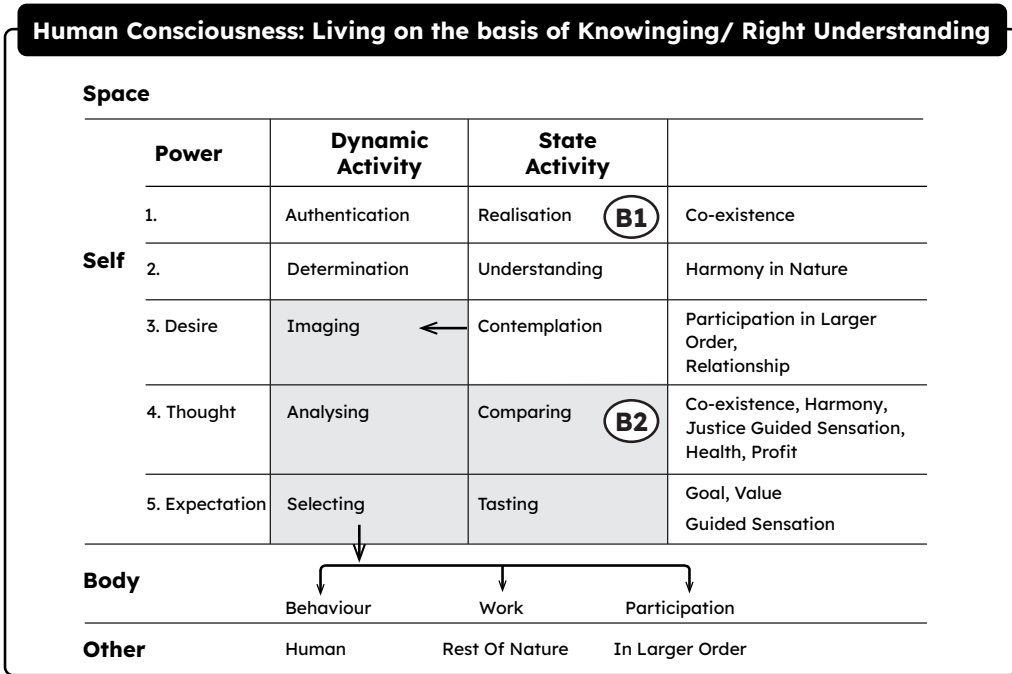 Human Consciousness: Living on the basis of Knowinging/ Right Understanding
Space
Power
Dynamic
Activity
State
Activity
1.
Authentication
Realisation
B1
Co-existence
Self
2.
Determination
Understanding
Harmony in Nature
3. Desire
Imaging
Contemplation
Participation in Larger
Order,
Relationship
4. Thought
Analysing
Comparing
B2
Co-existence, Harmony,
Justice Guided Sensation,
Health, Profit
5. Expectation
Selecting
Tasting
Goal, Value
Guided Sensation
Body
Behaviour
Work
Participation
Other
Human
Rest Of Nature
In Larger Order